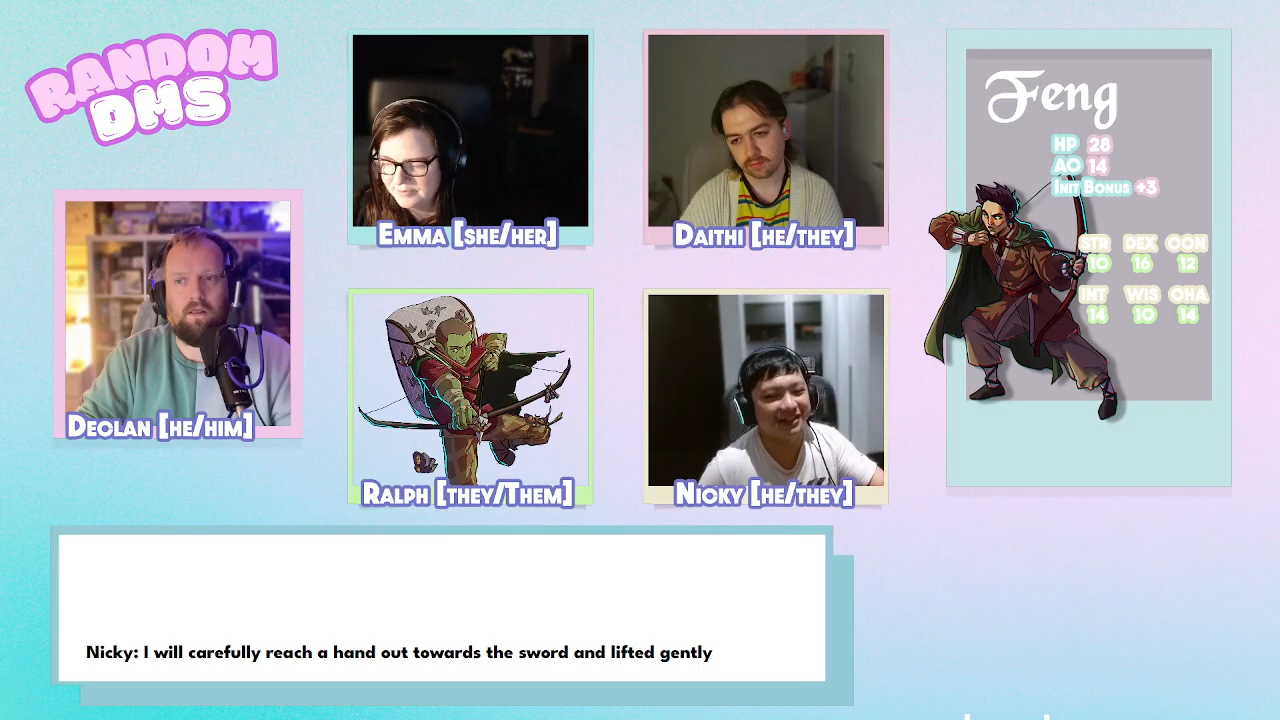 RANDOM
DMS
Emma [she/her]
Daithi [he/they]
Declan [he/him]
Ralph [they/Them]
Nicky [he/they]
Feng
HP 28
AC 14
Init Bonus +3
STR DEX CON
10 16 12
INT WIS CHA
14 10 14
Nicky: I will carefully reach a hand out towards the sword and lifted gently